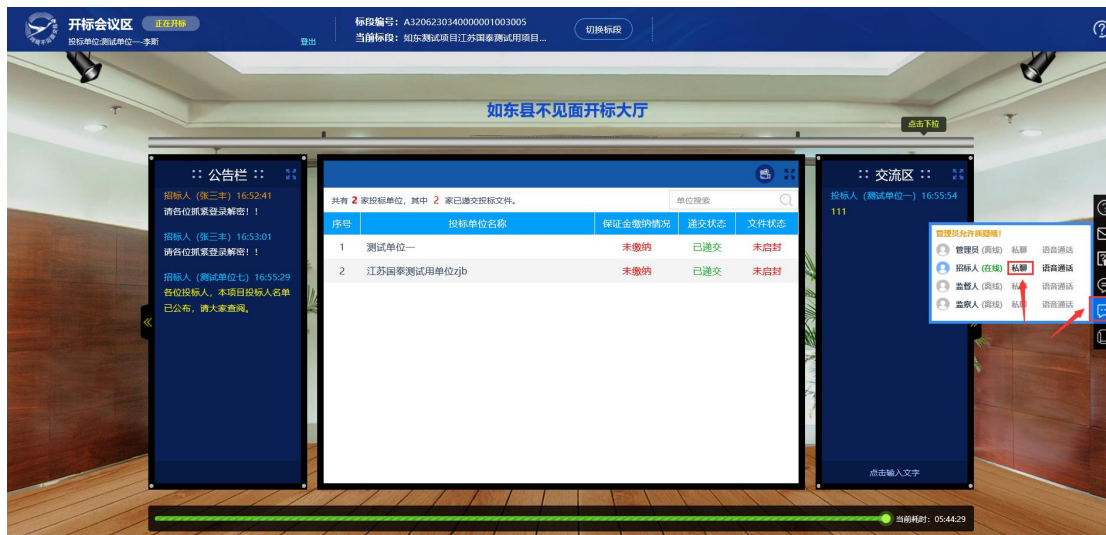 开标会议区 正在开标
投标单位:测试单位一--李斯 登出
标段编号：A3206230340000001003005
当前标段：如东测试项目江苏国泰测试用项目...
切换标段
如东县不见面开标大厅
点击下拉
:: 公告栏 ::
招标人（张三丰）16:52:41
请各位抓紧登录解密！！
招标人（张三丰）16:53:01
请各位抓紧登录解密！！
招标人（测试单位七）16:55:29
各位投标人，本项目投标人名单
已公布，请大家查阅。
共有 2 家投标单位，其中 2 家已递交投标文件。 单位搜索
序号 投标单位名称 保证金缴纳情况 递交状态 文件状态
1 测试单位一 未缴纳 已递交 未启封
2 江苏国泰测试用单位zjb 未缴纳 已递交 未启封
:: 交流区 ::
投标人（测试单位一）16:55:54
111
管理员允许质疑哦!
管理员 (离线) 私聊 语音通话
招标人 (在线) 私聊 语音通话
监督人 (离线) 私聊 语音通话
监察人 (离线) 私聊 语音通话
点击输入文字
当前耗时：05:44:29